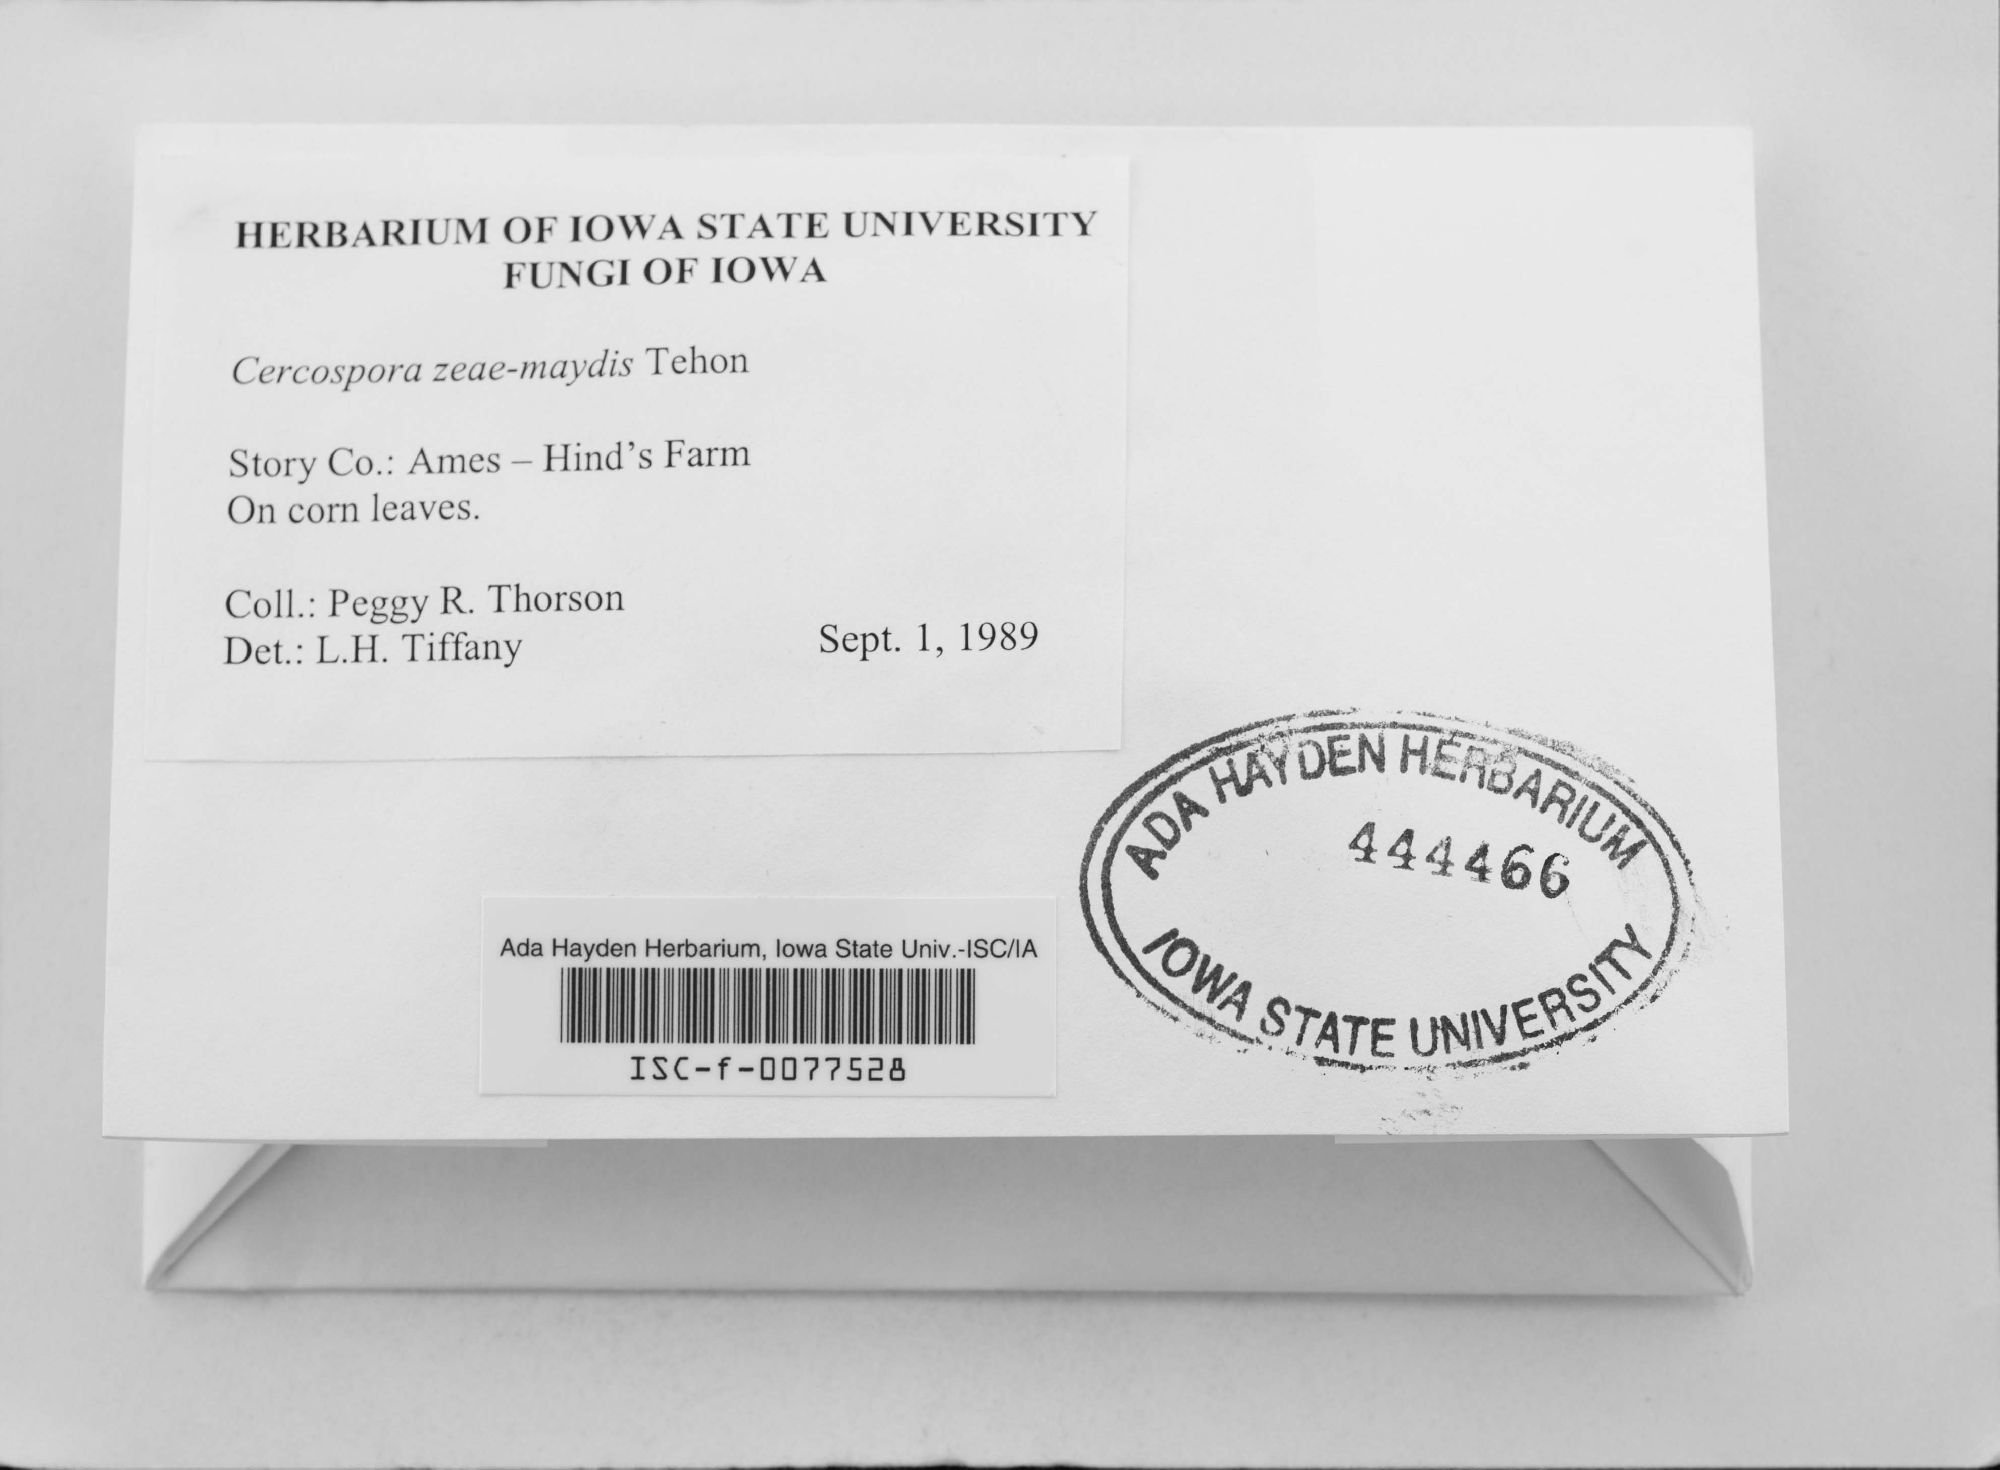 HERBARIUM OF IOWA STATE UNIVERSITY
FUNGI OF IOWA
Cercospora zeae-maydis Tehon
Story Co.: Ames – Hind’s Farm
On corn leaves.
Coll.: Peggy R. Thorson
Det.: L.H. Tiffany Sept. 1, 1989
ADA HAYDEN HERBARIUM
444466
IOWA STATE UNIVERSITY
Ada Hayden Herbarium, Iowa State Univ.-ISC/IA
ISC-f-0077528